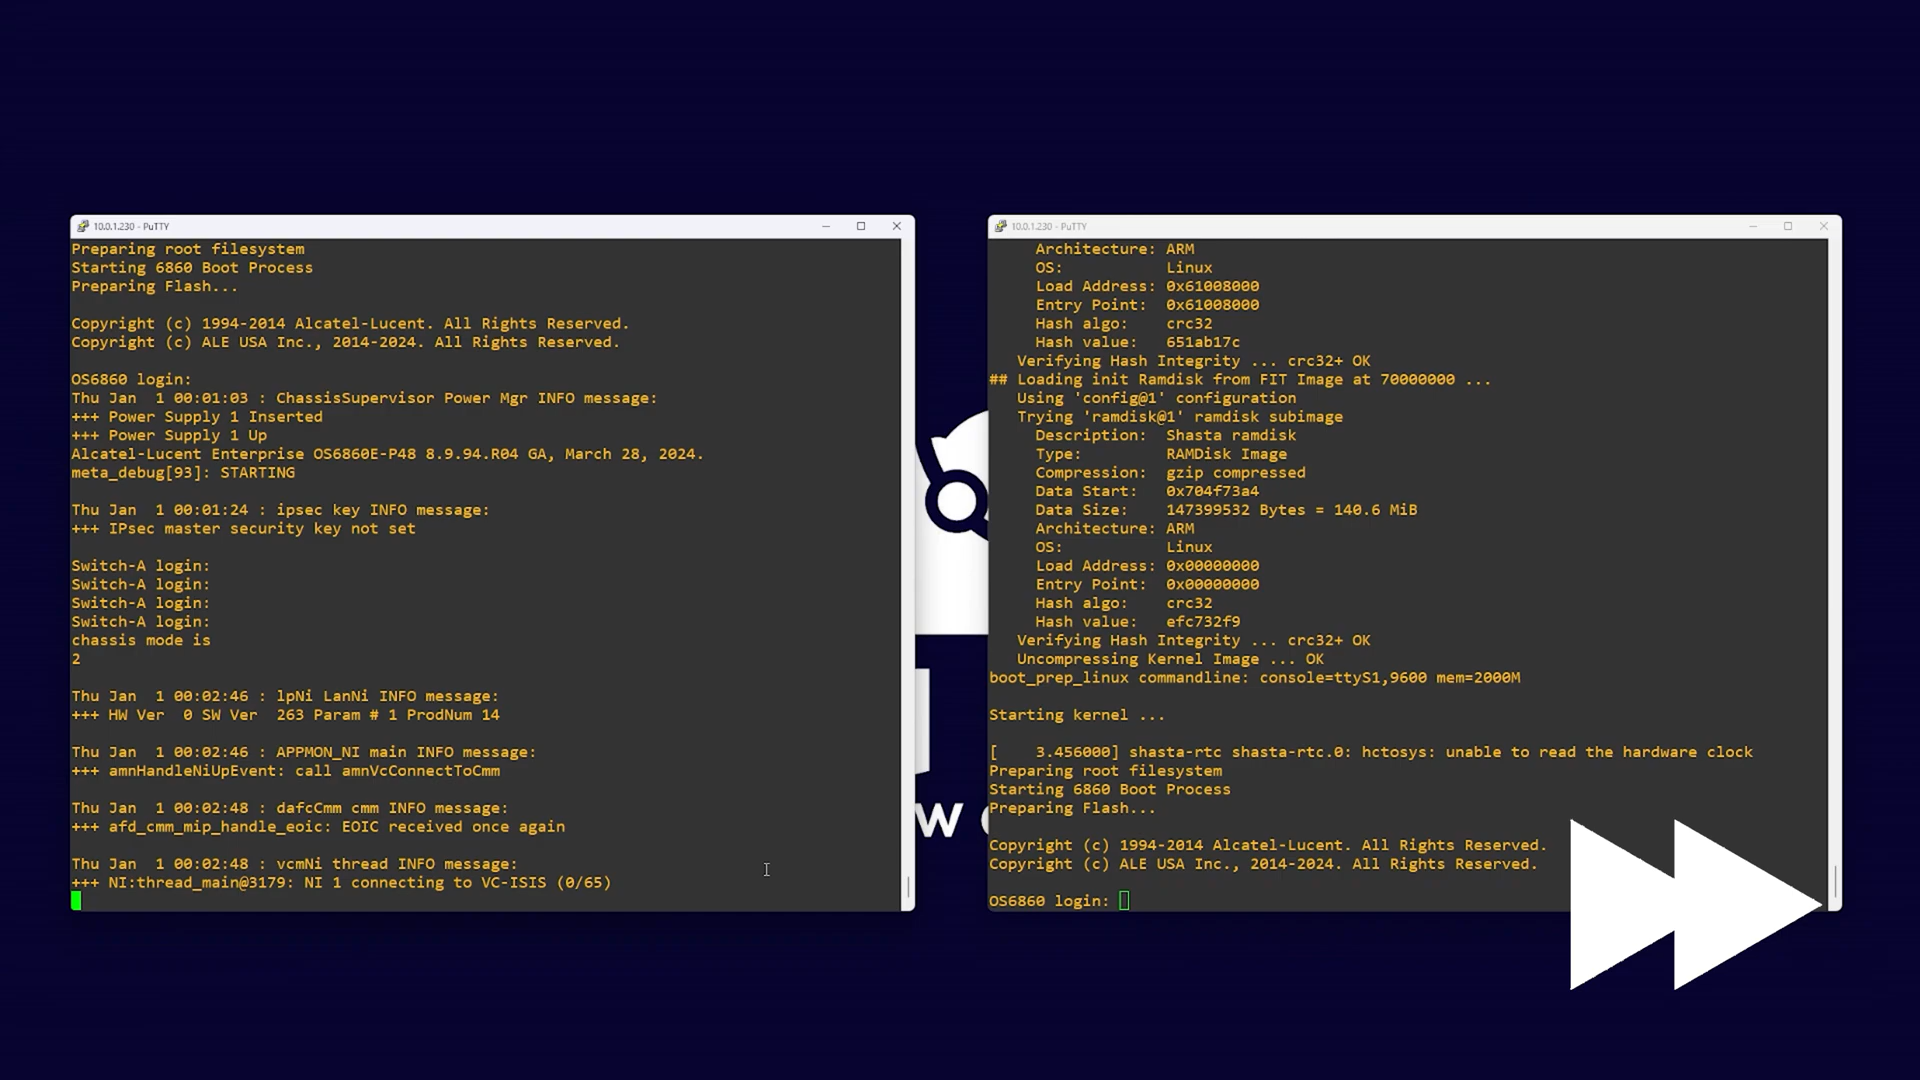 10.0.1.230 - PuTTY
Preparing root filesystem
Starting 6860 Boot Process
Preparing Flash...
Copyright (c) 1994-2014 Alcatel-Lucent. All Rights Reserved.
Copyright (c) ALE USA Inc., 2014-2024. All Rights Reserved.
OS6860 login:
Thu Jan  1 00:01:03 : ChassisSupervisor Power Mgr INFO message:
+++ Power Supply 1 Inserted
+++ Power Supply 1 Up
Alcatel-Lucent Enterprise OS6860E-P48 8.9.94.R04 GA, March 28, 2024.
meta_debug[93]: STARTING
Thu Jan  1 00:01:24 : ipsec key INFO message:
+++ IPsec master security key not set
Switch-A login:
Switch-A login:
Switch-A login:
Switch-A login:
chassis mode is
2
Thu Jan  1 00:02:46 : lpNi LanNi INFO message:
+++ HW Ver  0 SW Ver  263 Param # 1 ProdNum 14
Thu Jan  1 00:02:46 : APPMON_NI main INFO message:
+++ amnHandleNiUpEvent: call amnVcConnectToCmm
Thu Jan  1 00:02:48 : dafcCmm cmm INFO message:
+++ afd_cmm_mip_handle_eoic: EOIC received once again
Thu Jan  1 00:02:48 : vcmNi thread INFO message:
+++ NI:thread_main@3179: NI 1 connecting to VC-ISIS (0/65)
w
10.0.1.230 - PuTTY
Architecture: ARM
OS:           Linux
Load Address: 0x61008000
Entry Point:  0x61008000
Hash algo:    crc32
Hash value:   651ab17c
Verifying Hash Integrity ... crc32+ OK
## Loading init Ramdisk from FIT Image at 70000000 ...
Using 'config@1' configuration
Trying 'ramdisk@1' ramdisk subimage
Description:  Shasta ramdisk
Type:         RAMDisk Image
Compression:  gzip compressed
Data Start:   0x704f73a4
Data Size:    147399532 Bytes = 140.6 MiB
Architecture: ARM
OS:           Linux
Load Address: 0x00000000
Entry Point:  0x00000000
Hash algo:    crc32
Hash value:   efc732f9
Verifying Hash Integrity ... crc32+ OK
Uncompressing Kernel Image ... OK
boot_prep_linux commandline: console=ttyS1,9600 mem=2000M
Starting kernel ...
[    3.456000] shasta-rtc shasta-rtc.0: hctosys: unable to read the hardware clock
Preparing root filesystem
Starting 6860 Boot Process
Preparing Flash...
Copyright (c) 1994-2014 Alcatel-Lucent. All Rights Reserved.
Copyright (c) ALE USA Inc., 2014-2024. All Rights Reserved.
OS6860 login: